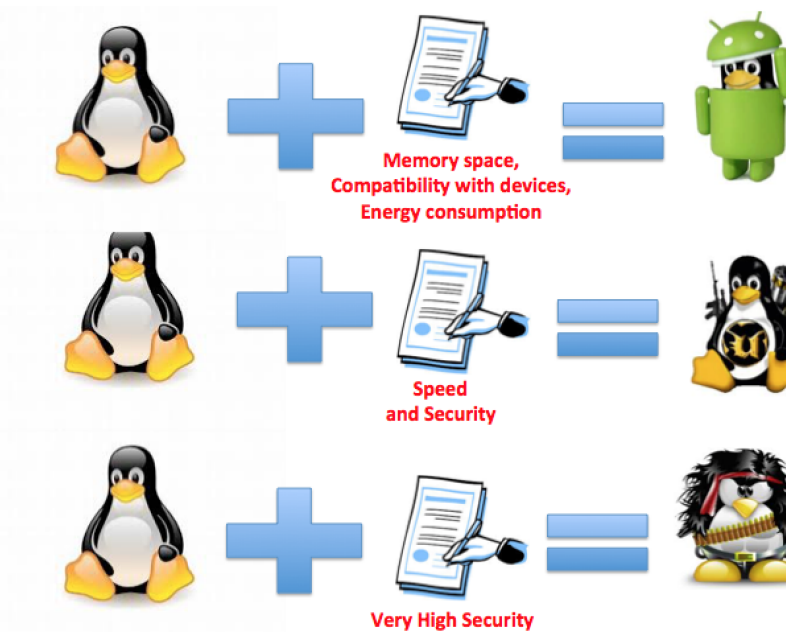 Memory space,
Compatibility with devices,
Energy consumption
Speed
and Security
Very High Security